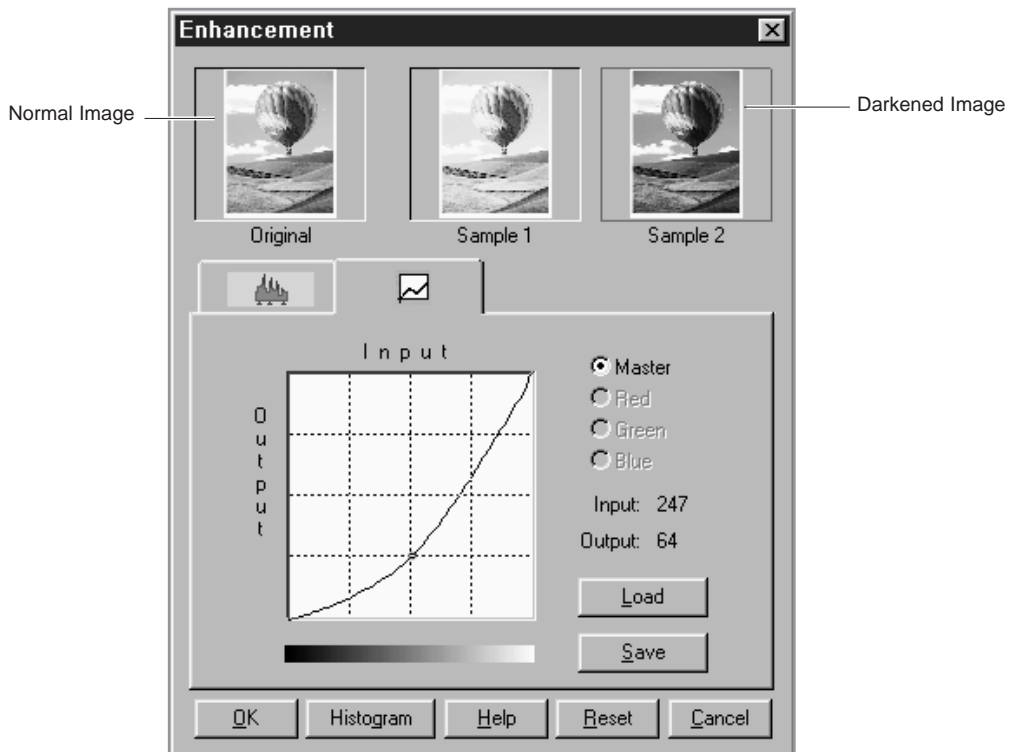 Enhancement
Normal Image
Darkened Image
Original
Sample 1
Sample 2
Input
Output
Master
Red
Green
Blue
Input: 247
Output: 64
Load
Save
OK
Histogram
Help
Reset
Cancel